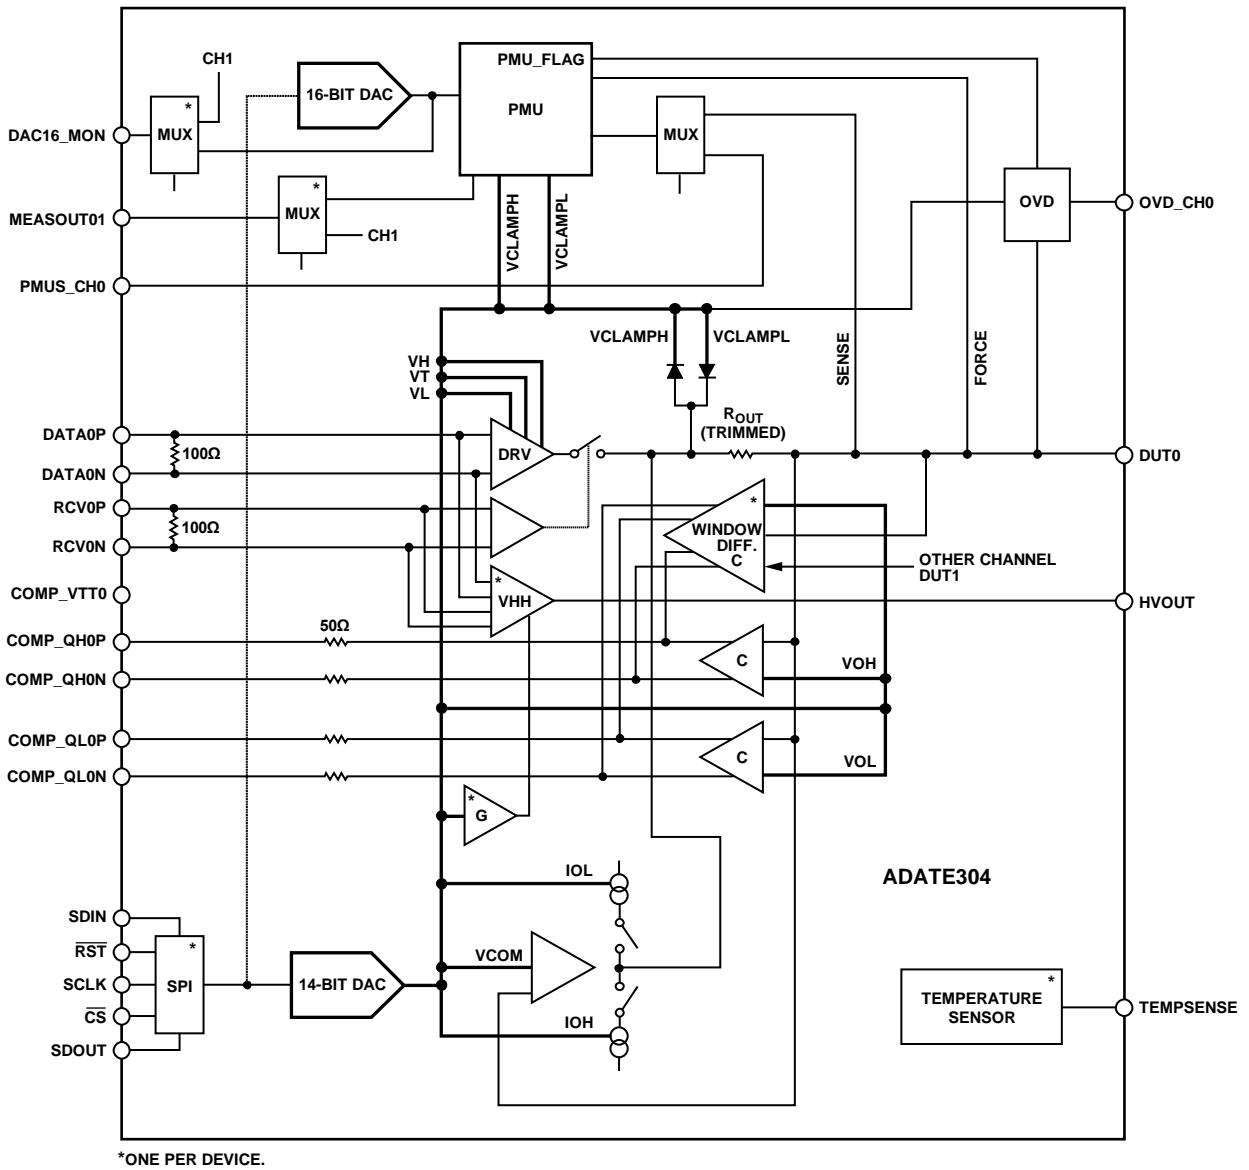 CH1
16-BIT DAC
PMU_FLAG
PMU
DAC16_MON
*
MUX
MUX
MEASOUT01
*
MUX
CH1
PMUS_CH0
VCLAMPH
VCLAMPL
OVD
OVD_CH0
VCLAMPH
VCLAMPL
SENSE
FORCE
VH
VT
VL
ROUT
(TRIMMED)
DATA0P
100Ω
DATA0N
DRV
DUT0
RCV0P
100Ω
RCV0N
*
WINDOW
DIFF.
C
OTHER CHANNEL
DUT1
COMP_VTT0
*
VHH
HVOUT
COMP_QH0P
50Ω
COMP_QH0N
C
VOH
COMP_QL0P
COMP_QL0N
C
VOL
*
G
IOL
ADATE304
SDIN
RST
SCLK
CS
SDOUT
*
SPI
14-BIT DAC
VCOM
IOH
*
TEMPERATURE
SENSOR
TEMPSENSE
*ONE PER DEVICE.